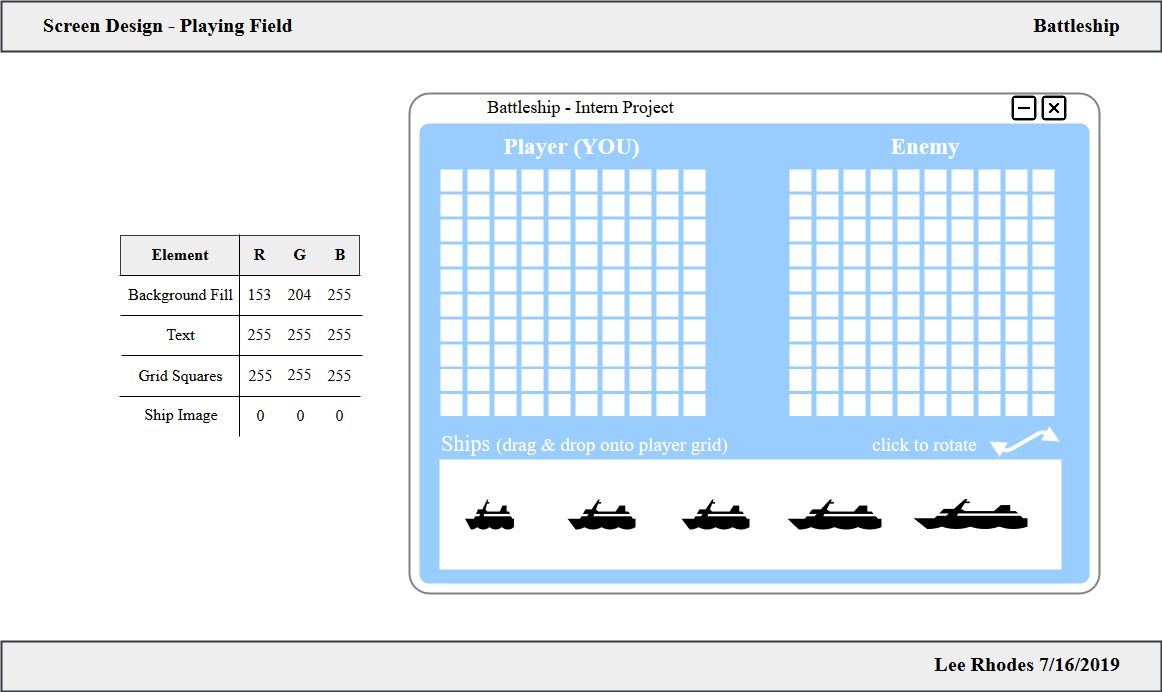 Screen Design - Playing Field
Battleship
Battleship - Intern Project
Player (YOU)
Enemy
Element R G B
Background Fill 153 204 255
Text 255 255 255
Grid Squares 255 255 255
Ship Image 0 0 0
Ships (drag & drop onto player grid)
click to rotate
Lee Rhodes 7/16/2019